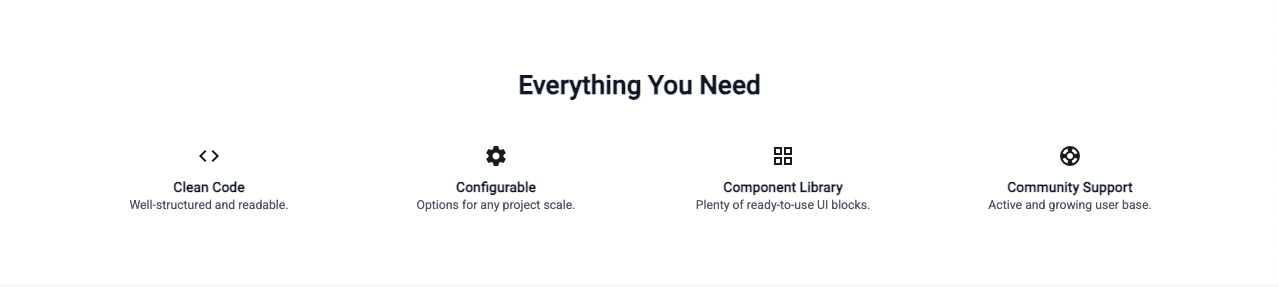 Everything You Need
Clean Code
Well-structured and readable.
Configurable
Options for any project scale.
Component Library
Plenty of ready-to-use UI blocks.
Community Support
Active and growing user base.